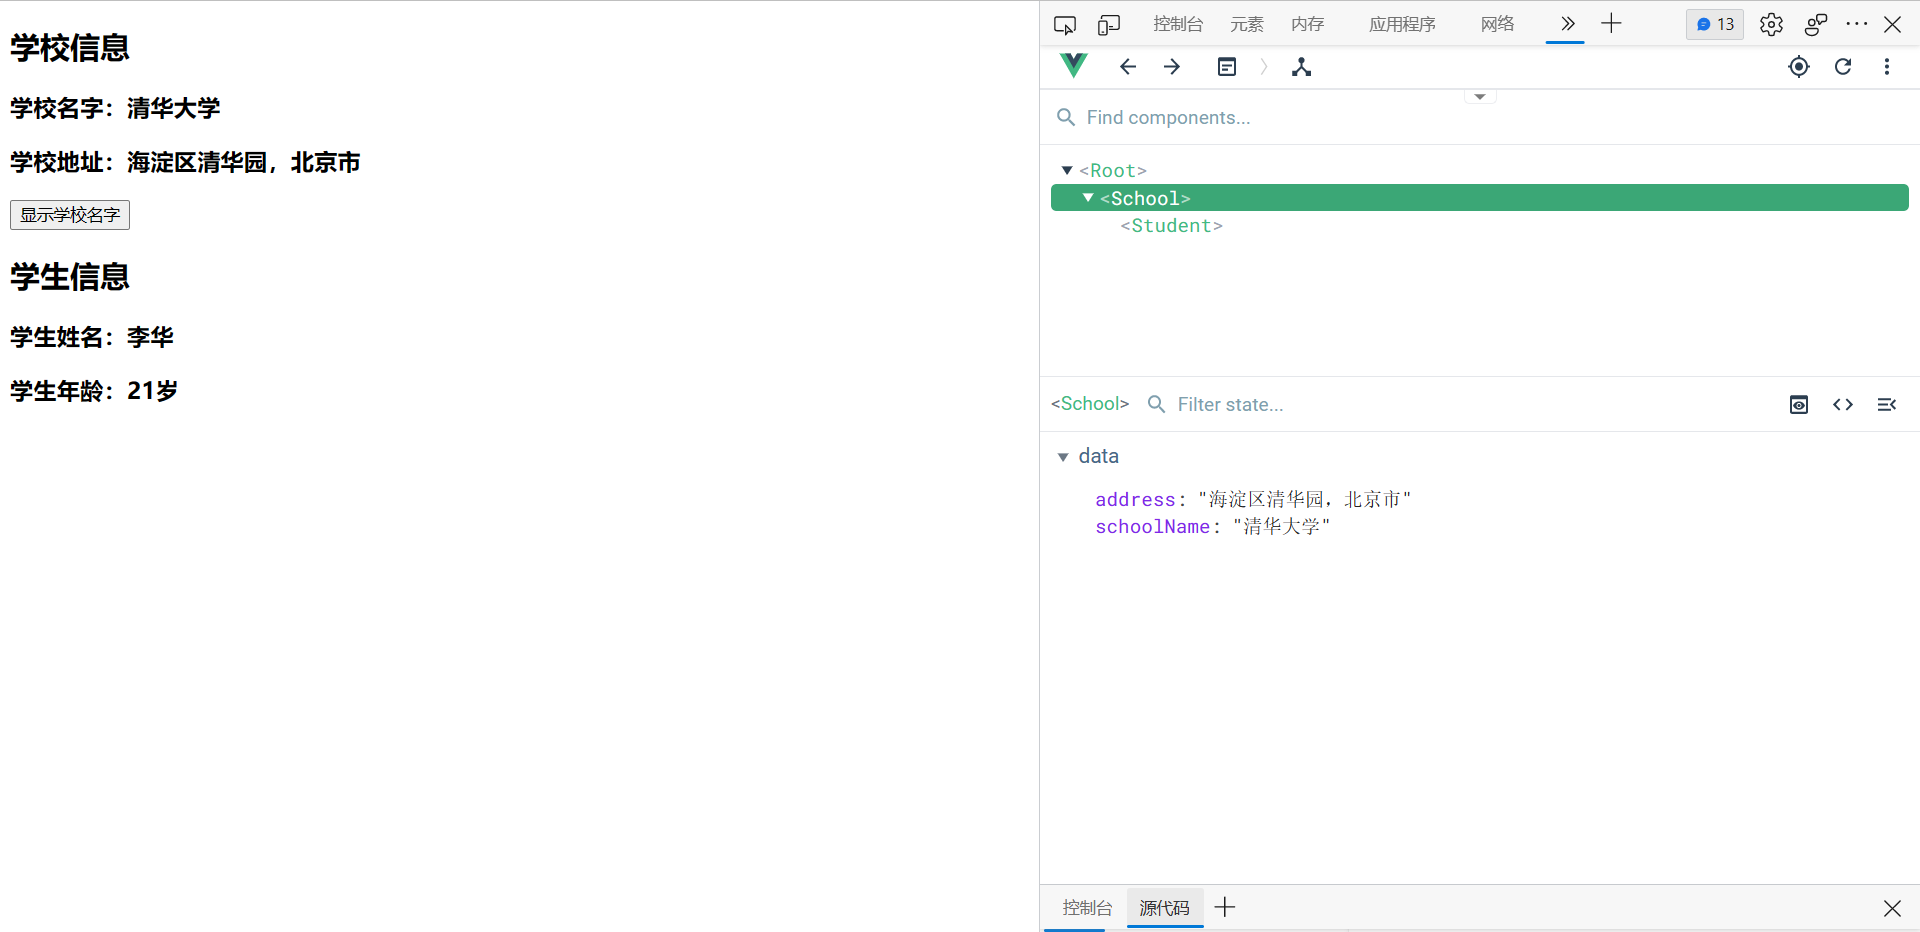 学校信息
学校名字：清华大学
学校地址：海淀区清华园，北京市
显示学校名字
学生信息
学生姓名：李华
学生年龄：21岁
控制台 元素 内存 应用程序 网络 13
Find components...
<Root>
<School>
<Student>
<School> Filter state...
data
address: "海淀区清华园，北京市"
schoolName: "清华大学"
控制台 源代码